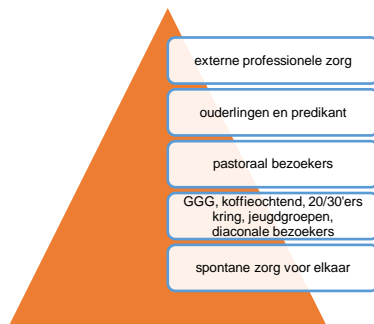 externe professionele zorg
ouderlingen en predikant
pastoraal bezoekers
GGG, koffieochtend, 20/30'ers
kring, jeugdgroepen,
diaconale bezoekers
spontane zorg voor elkaar